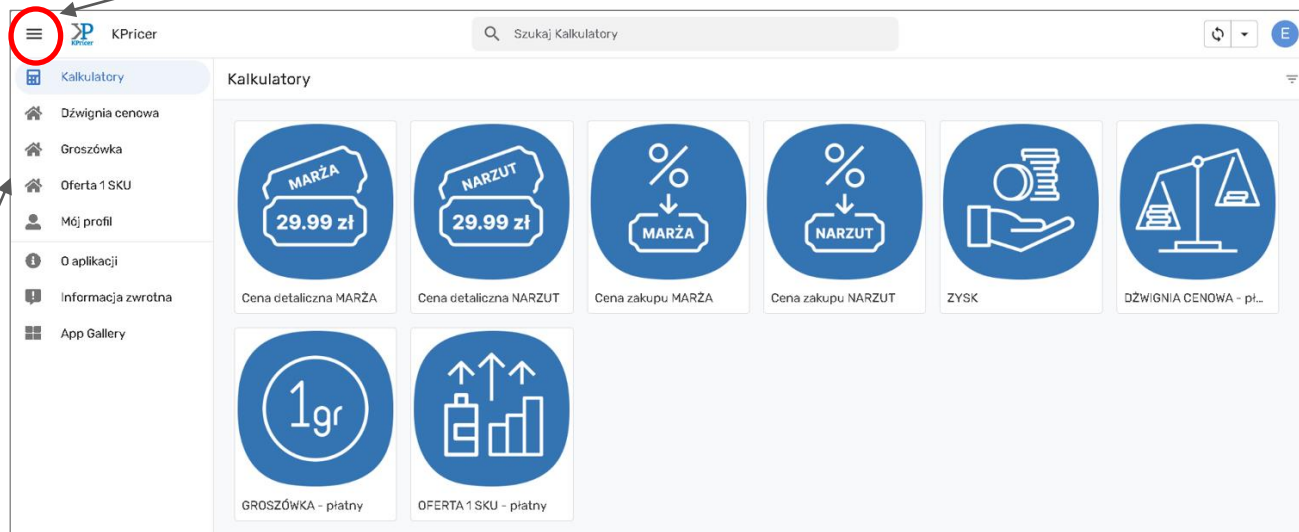 KP
KPricer
KPricer
Szukaj Kalkulatory
E
Kalkulatory
Dźwignia cenowa
Groszówka
Oferta 1 SKU
Mój profil
O aplikacji
Informacja zwrotna
App Gallery
Kalkulatory
MARŻA
29.99 zł
Cena detaliczna MARŻA
NARZUT
29.99 zł
Cena detaliczna NARZUT
%
MARŻA
Cena zakupu MARŻA
%
NARZUT
Cena zakupu NARZUT
ZYSK
DŹWIGNIA CENOWA - pł...
1gr
GROSZÓWKA - płatny
OFERTA 1 SKU - płatny